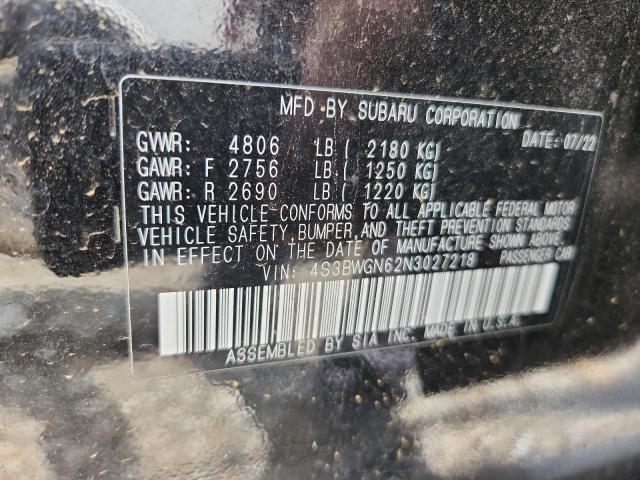 MFD BY SUBARU CORPORATION
DATE: 07/22
GVWR: 4806 LB ( 2180 KG)
GAWR: F 2756 LB ( 1250 KG)
GAWR: R 2690 LB ( 1220 KG)
THIS VEHICLE CONFORMS TO ALL APPLICABLE FEDERAL MOTOR
VEHICLE SAFETY, BUMPER, AND THEFT PREVENTION STANDARDS
IN EFFECT ON THE DATE OF MANUFACTURE SHOWN ABOVE.
VIN: 4S3BWGN62N3027218 PASSENGER CAR
ASSEMBLED BY SIA INC. MADE IN U.S.A.